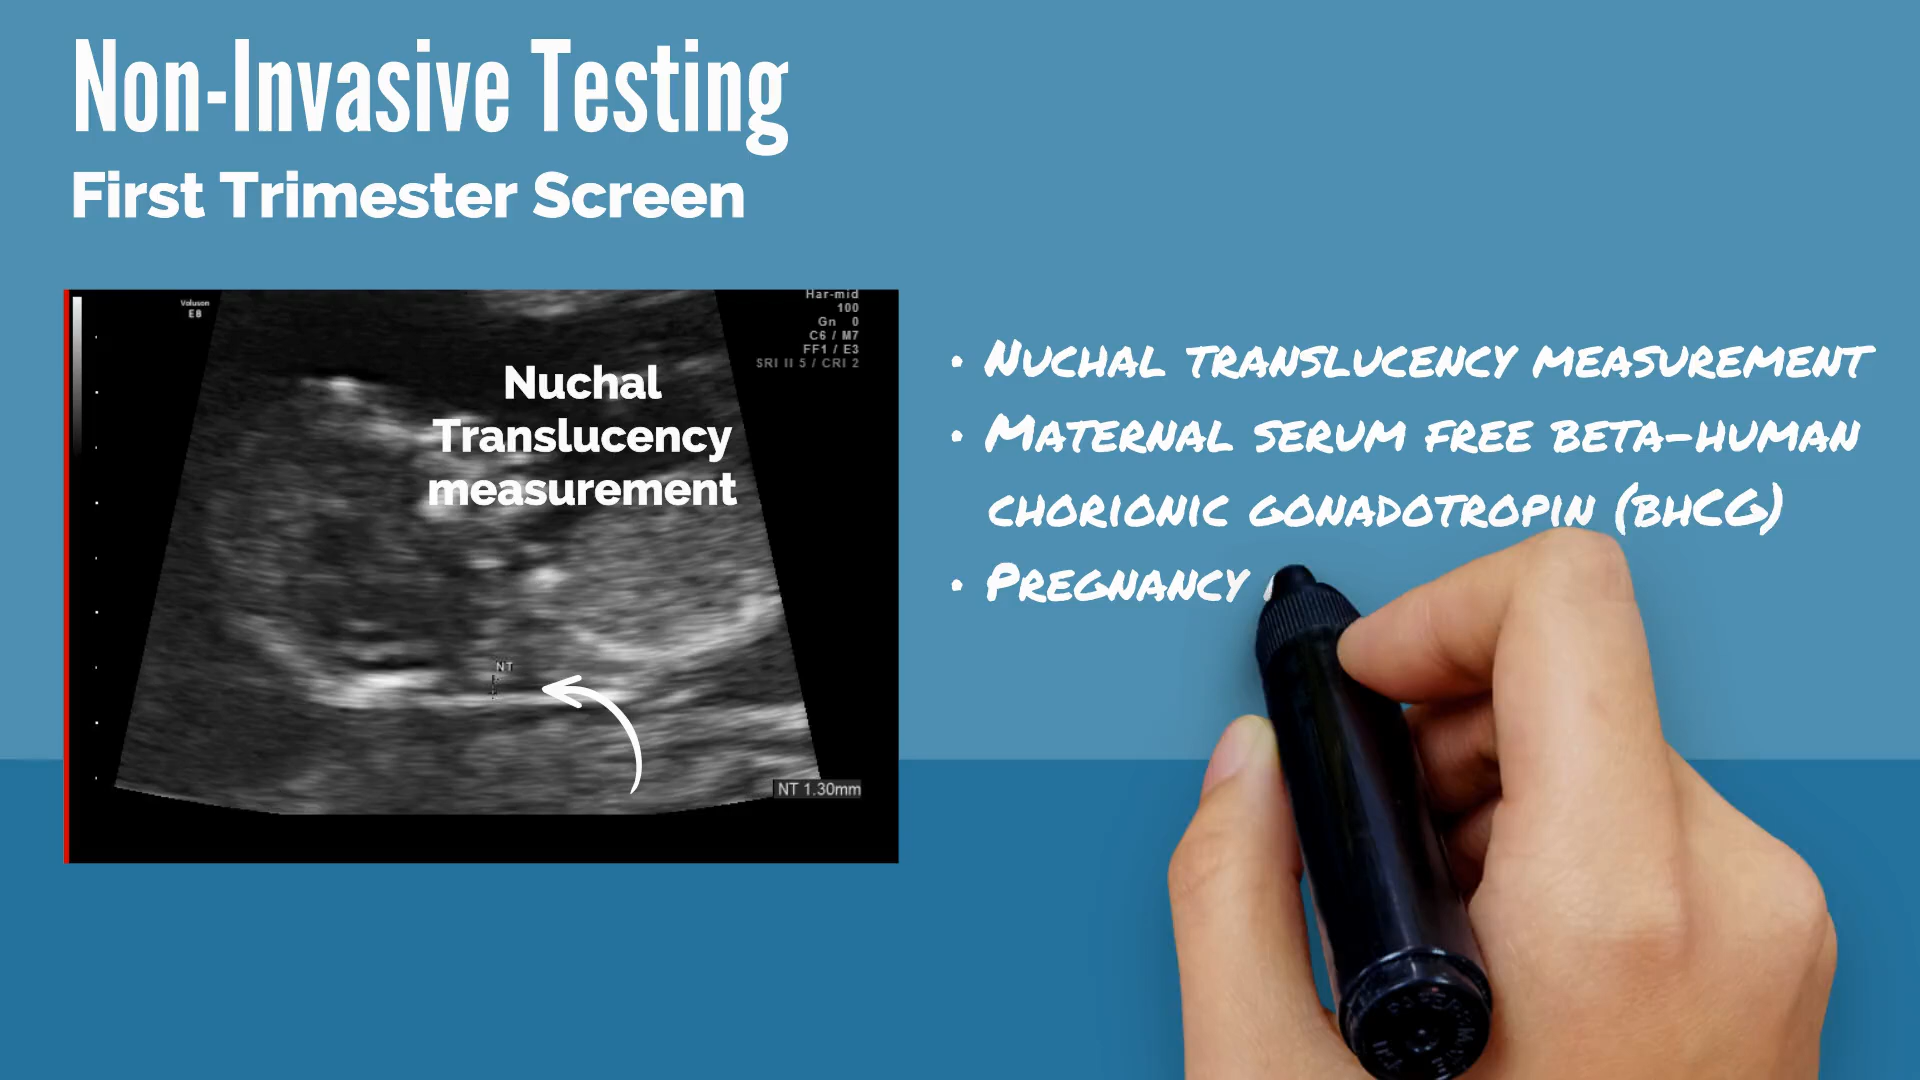 Non-Invasive Testing
First Trimester Screen
Voluson
E8
Har-mid
100
Gn 0
C6 / M7
FF1 / E3
SRI II 5 / CRI 2
Nuchal
Translucency
measurement
NT
NT 1.30mm
• Nuchal translucency measurement
• Maternal serum free beta-human
chorionic gonadotropin (bHCG)
• Pregnancy